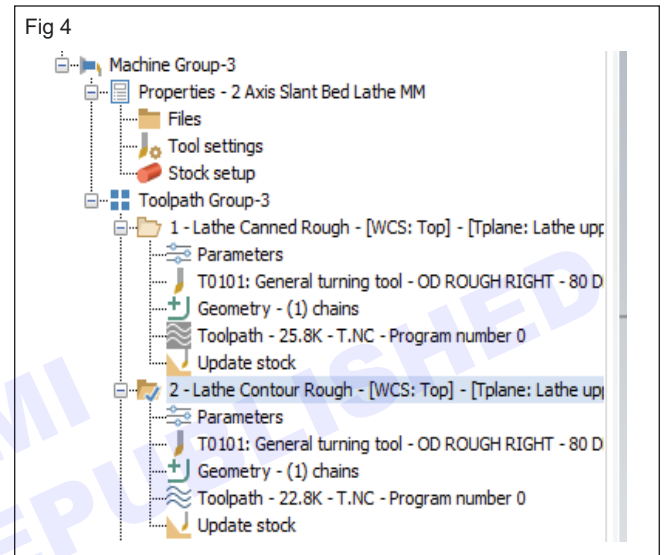 Fig 4
Machine Group-3
Properties - 2 Axis Slant Bed Lathe MM
Files
Tool settings
Stock setup
Toolpath Group-3
1 - Lathe Canned Rough - [WCS: Top] - [Tplane: Lathe upp
Parameters
T0101: General turning tool - OD ROUGH RIGHT - 80 D
Geometry - (1) chains
Toolpath - 25.8K - T.NC - Program number 0
Update stock
2 - Lathe Contour Rough - [WCS: Top] - [Tplane: Lathe upp
Parameters
T0101: General turning tool - OD ROUGH RIGHT - 80 D
Geometry - (1) chains
Toolpath - 22.8K - T.NC - Program number 0
Update stock